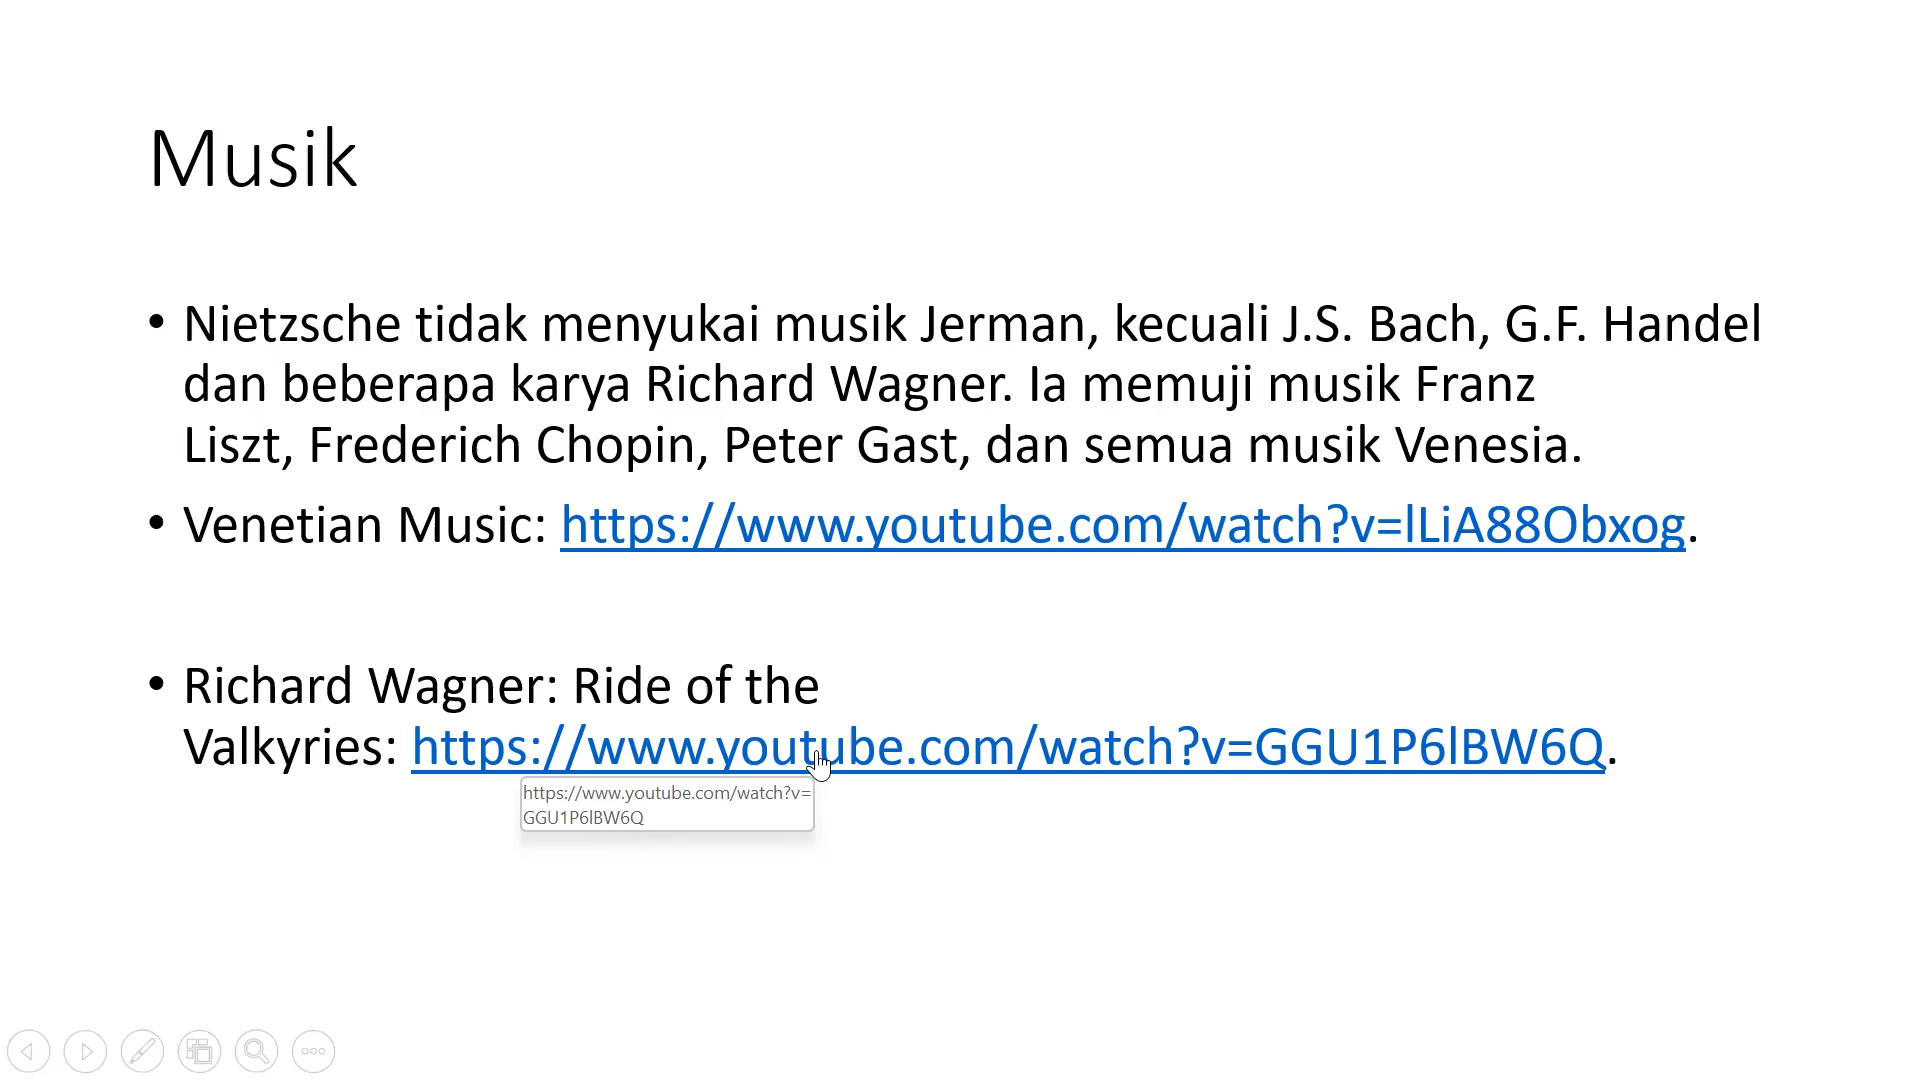 Musik
• Nietzsche tidak menyukai musik Jerman, kecuali J.S. Bach, G.F. Handel
dan beberapa karya Richard Wagner. Ia memuji musik Franz
Liszt, Frederich Chopin, Peter Gast, dan semua musik Venesia.
• Venetian Music: https://www.youtube.com/watch?v=lLiA88Obxog.
• Richard Wagner: Ride of the
Valkyries: https://www.youtube.com/watch?v=GGU1P6lBW6Q.
https://www.youtube.com/watch?v=
GGU1P6lBW6Q